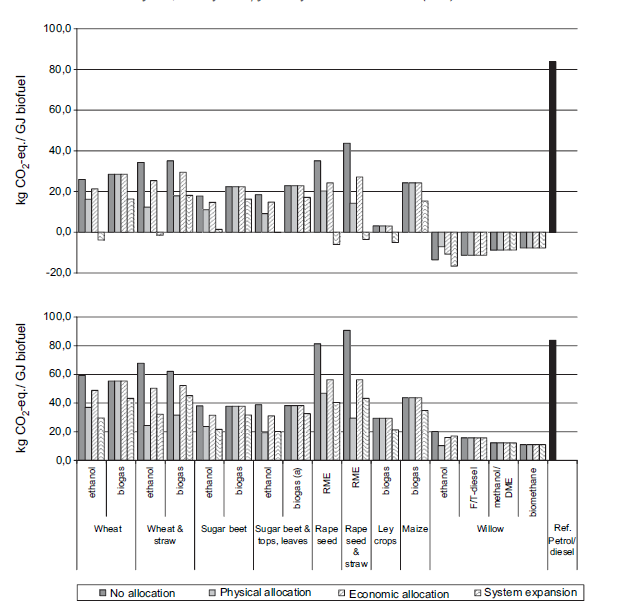 100,0
80,0
60,0
40,0
20,0
0,0
-20,0
kg CO2-eq./ GJ biofuel
100,0
80,0
60,0
40,0
20,0
0,0
kg CO2-eq./ GJ biofuel
ethanol
biogas
ethanol
biogas
ethanol
biogas
ethanol
biogas (a)
RME
RME
biogas
biogas
ethanol
F/T-diesel
methanol/
DME
biomethane
Wheat
Wheat &
straw
Sugar beet
Sugar beet &
tops, leaves
Rape
seed
Rape
seed
&
straw
Ley
crops
Maize
Willow
Ref.
Petrol/
diesel
No allocation
Physical allocation
Economic allocation
System expansion